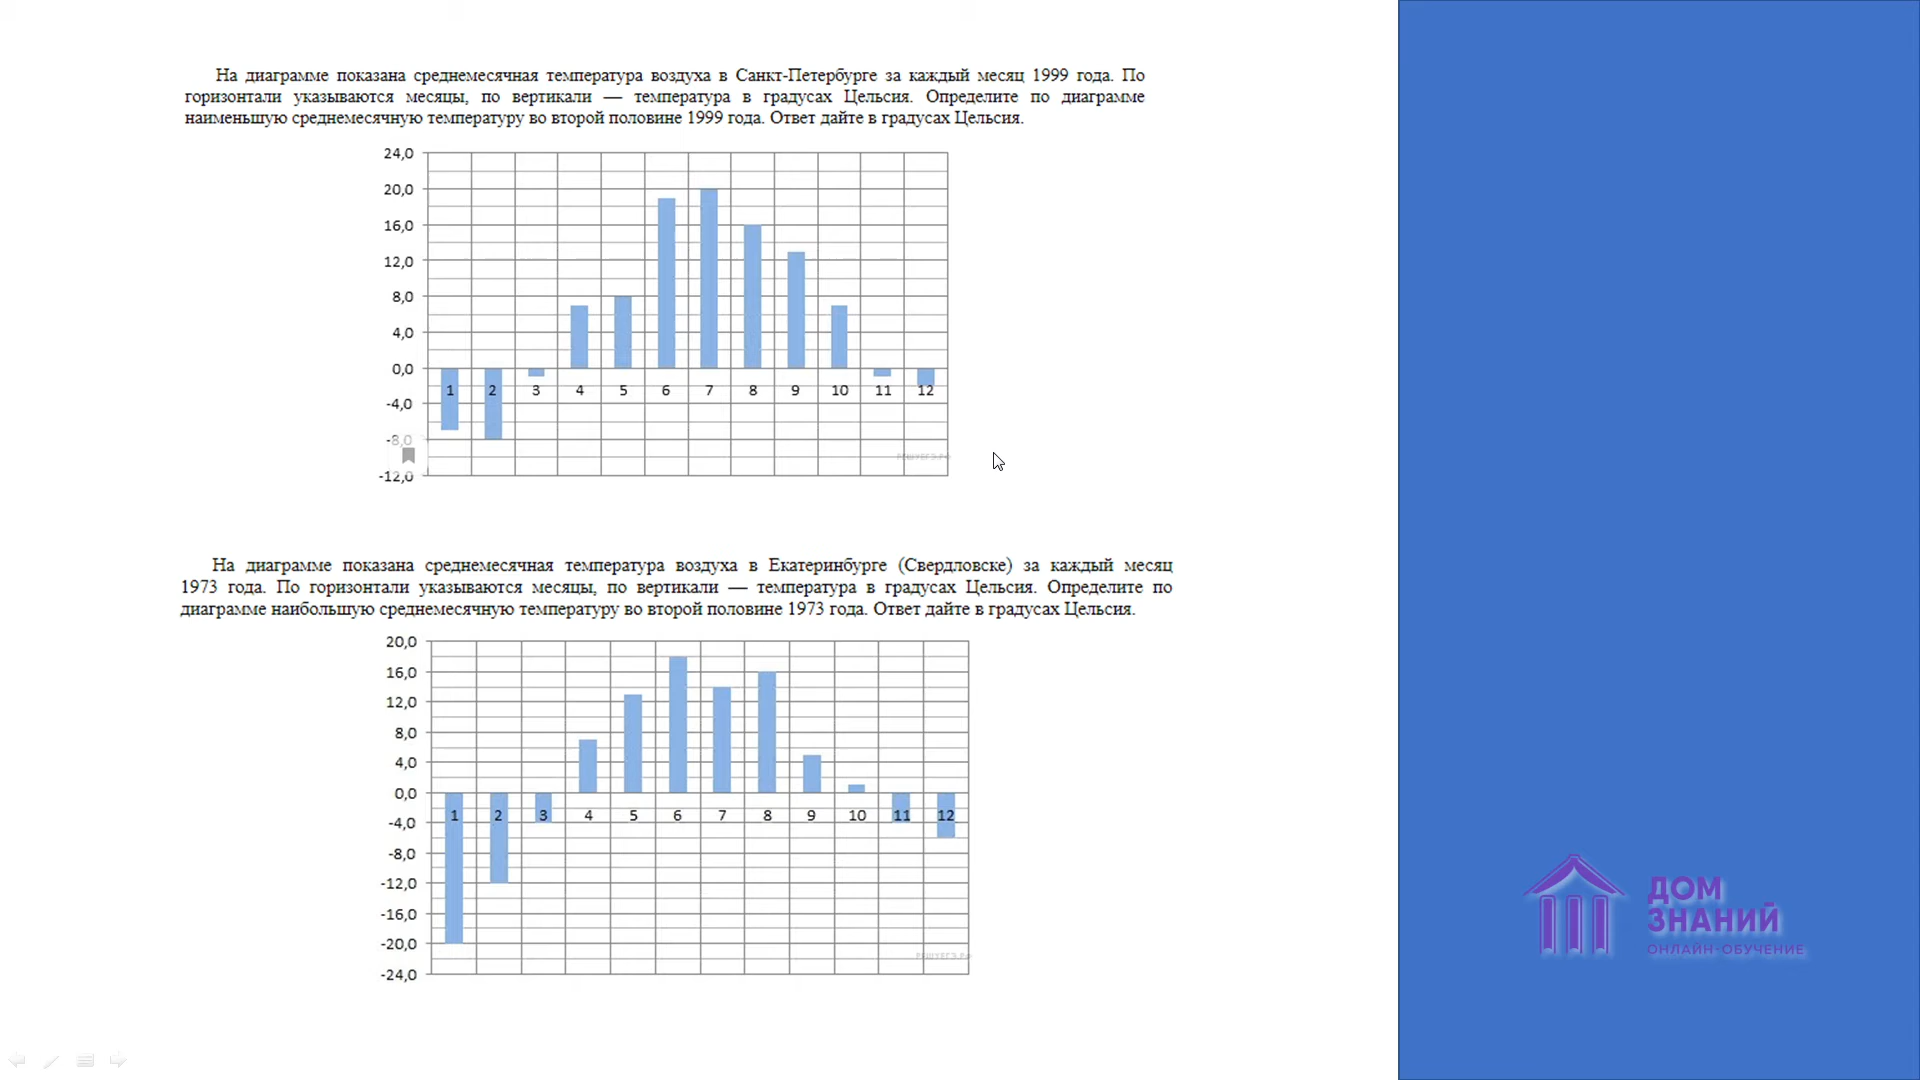 На диаграмме показана среднемесячная температура воздуха в Санкт-Петербурге за каждый месяц 1999 года. По
горизонтали указываются месяцы, по вертикали — температура в градусах Цельсия. Определите по диаграмме
наименьшую среднемесячную температуру во второй половине 1999 года. Ответ дайте в градусах Цельсия.
24,0
20,0
16,0
12,0
8,0
4,0
0,0
1 2 3 4 5 6 7 8 9 10 11 12
-4,0
-8,0
РЕШУЕГЭ.РФ
-12,0
На диаграмме показана среднемесячная температура воздуха в Екатеринбурге (Свердловске) за каждый месяц
1973 года. По горизонтали указываются месяцы, по вертикали — температура в градусах Цельсия. Определите по
диаграмме наибольшую среднемесячную температуру во второй половине 1973 года. Ответ дайте в градусах Цельсия.
20,0
16,0
12,0
8,0
4,0
0,0
1 2 3 4 5 6 7 8 9 10 11 12
-4,0
-8,0
-12,0
-16,0
-20,0
РЕШУЕГЭ.РФ
-24,0
ДОМ
ЗНАНИЙ
ОНЛАЙН-ОБУЧЕНИЕ